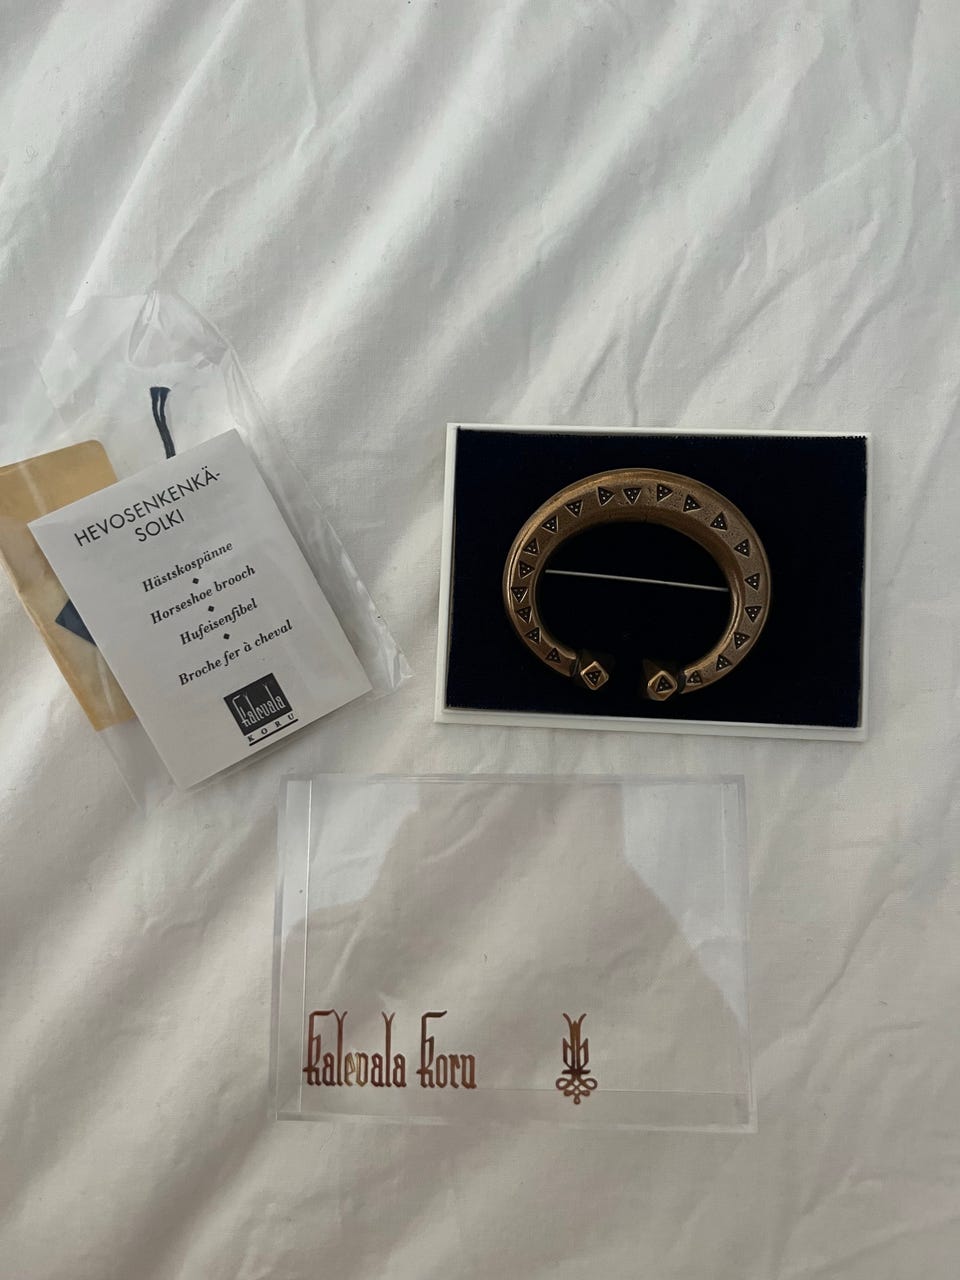 HEVOSENKENKÄ-
SOLKI
Hästskospänne
Horseshoe brooch
Hufeisenfibel
Broche fer à cheval
Kalevala
KORU
Kalevala Koru